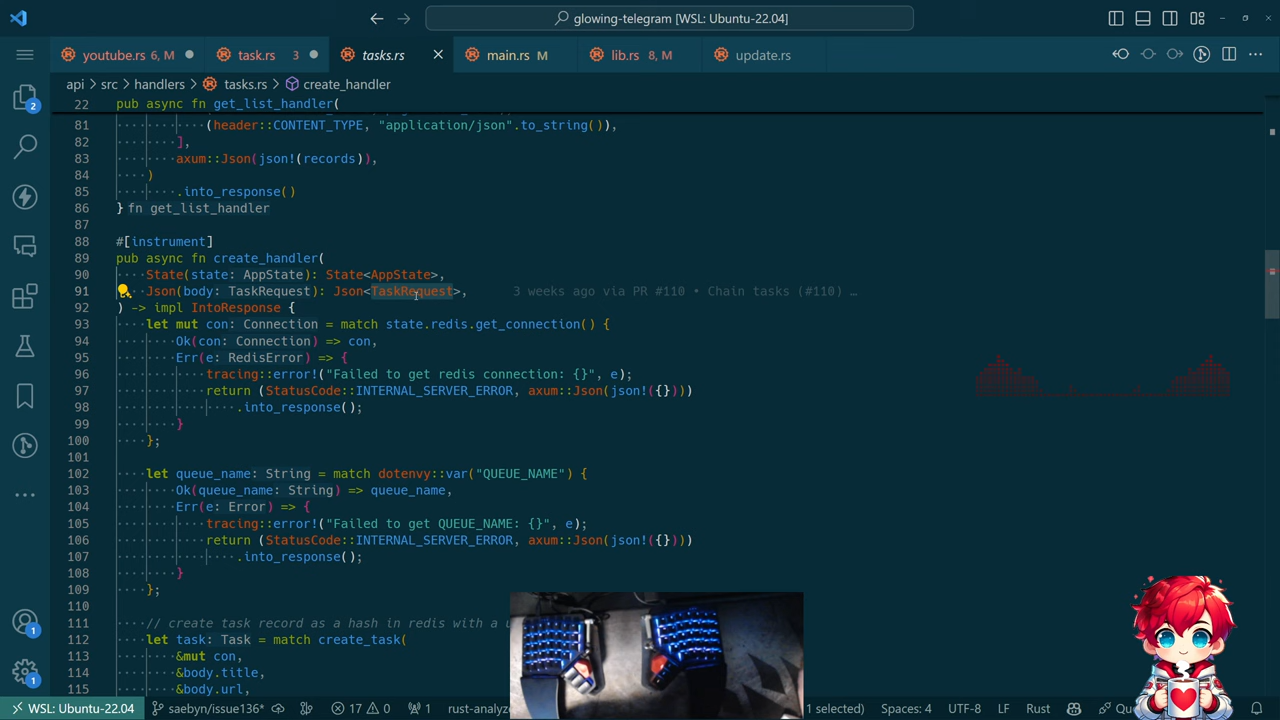 glowing-telegram [WSL: Ubuntu-22.04]
youtube.rs 6, M
task.rs 3
tasks.rs
main.rs M
lib.rs 8, M
update.rs
api > src > handlers > tasks.rs > create_handler
22 pub async fn get_list_handler(
81 (header::CONTENT_TYPE, "application/json".to_string()),
82 ],
83 axum::Json(json!(records)),
84 )
85 .into_response()
86 } fn get_list_handler
87
88 #[instrument]
89 pub async fn create_handler(
90 State(state: AppState): State<AppState>,
91 Json(body: TaskRequest): Json<TaskRequest>, 3 weeks ago via PR #110 • Chain tasks (#110) …
92 ) -> impl IntoResponse {
93 let mut con: Connection = match state.redis.get_connection() {
94 Ok(con: Connection) => con,
95 Err(e: RedisError) => {
96 tracing::error!("Failed to get redis connection: {}", e);
97 return (StatusCode::INTERNAL_SERVER_ERROR, axum::Json(json!({})))
98 .into_response();
99 }
100 };
101
102 let queue_name: String = match dotenvy::var("QUEUE_NAME") {
103 Ok(queue_name: String) => queue_name,
104 Err(e: Error) => {
105 tracing::error!("Failed to get QUEUE_NAME: {}", e);
106 return (StatusCode::INTERNAL_SERVER_ERROR, axum::Json(json!({})))
107 .into_response();
108 }
109 };
110
111 // create task record as a hash in redis with a
112 let task: Task = match create_task(
113 &mut con,
114 &body.title,
115 &body.url,
2
1
1
WSL: Ubuntu-22.04 saebyn/issue136* 17 0 1 rust-analyz 1 selected) Spaces: 4 UTF-8 LF Rust